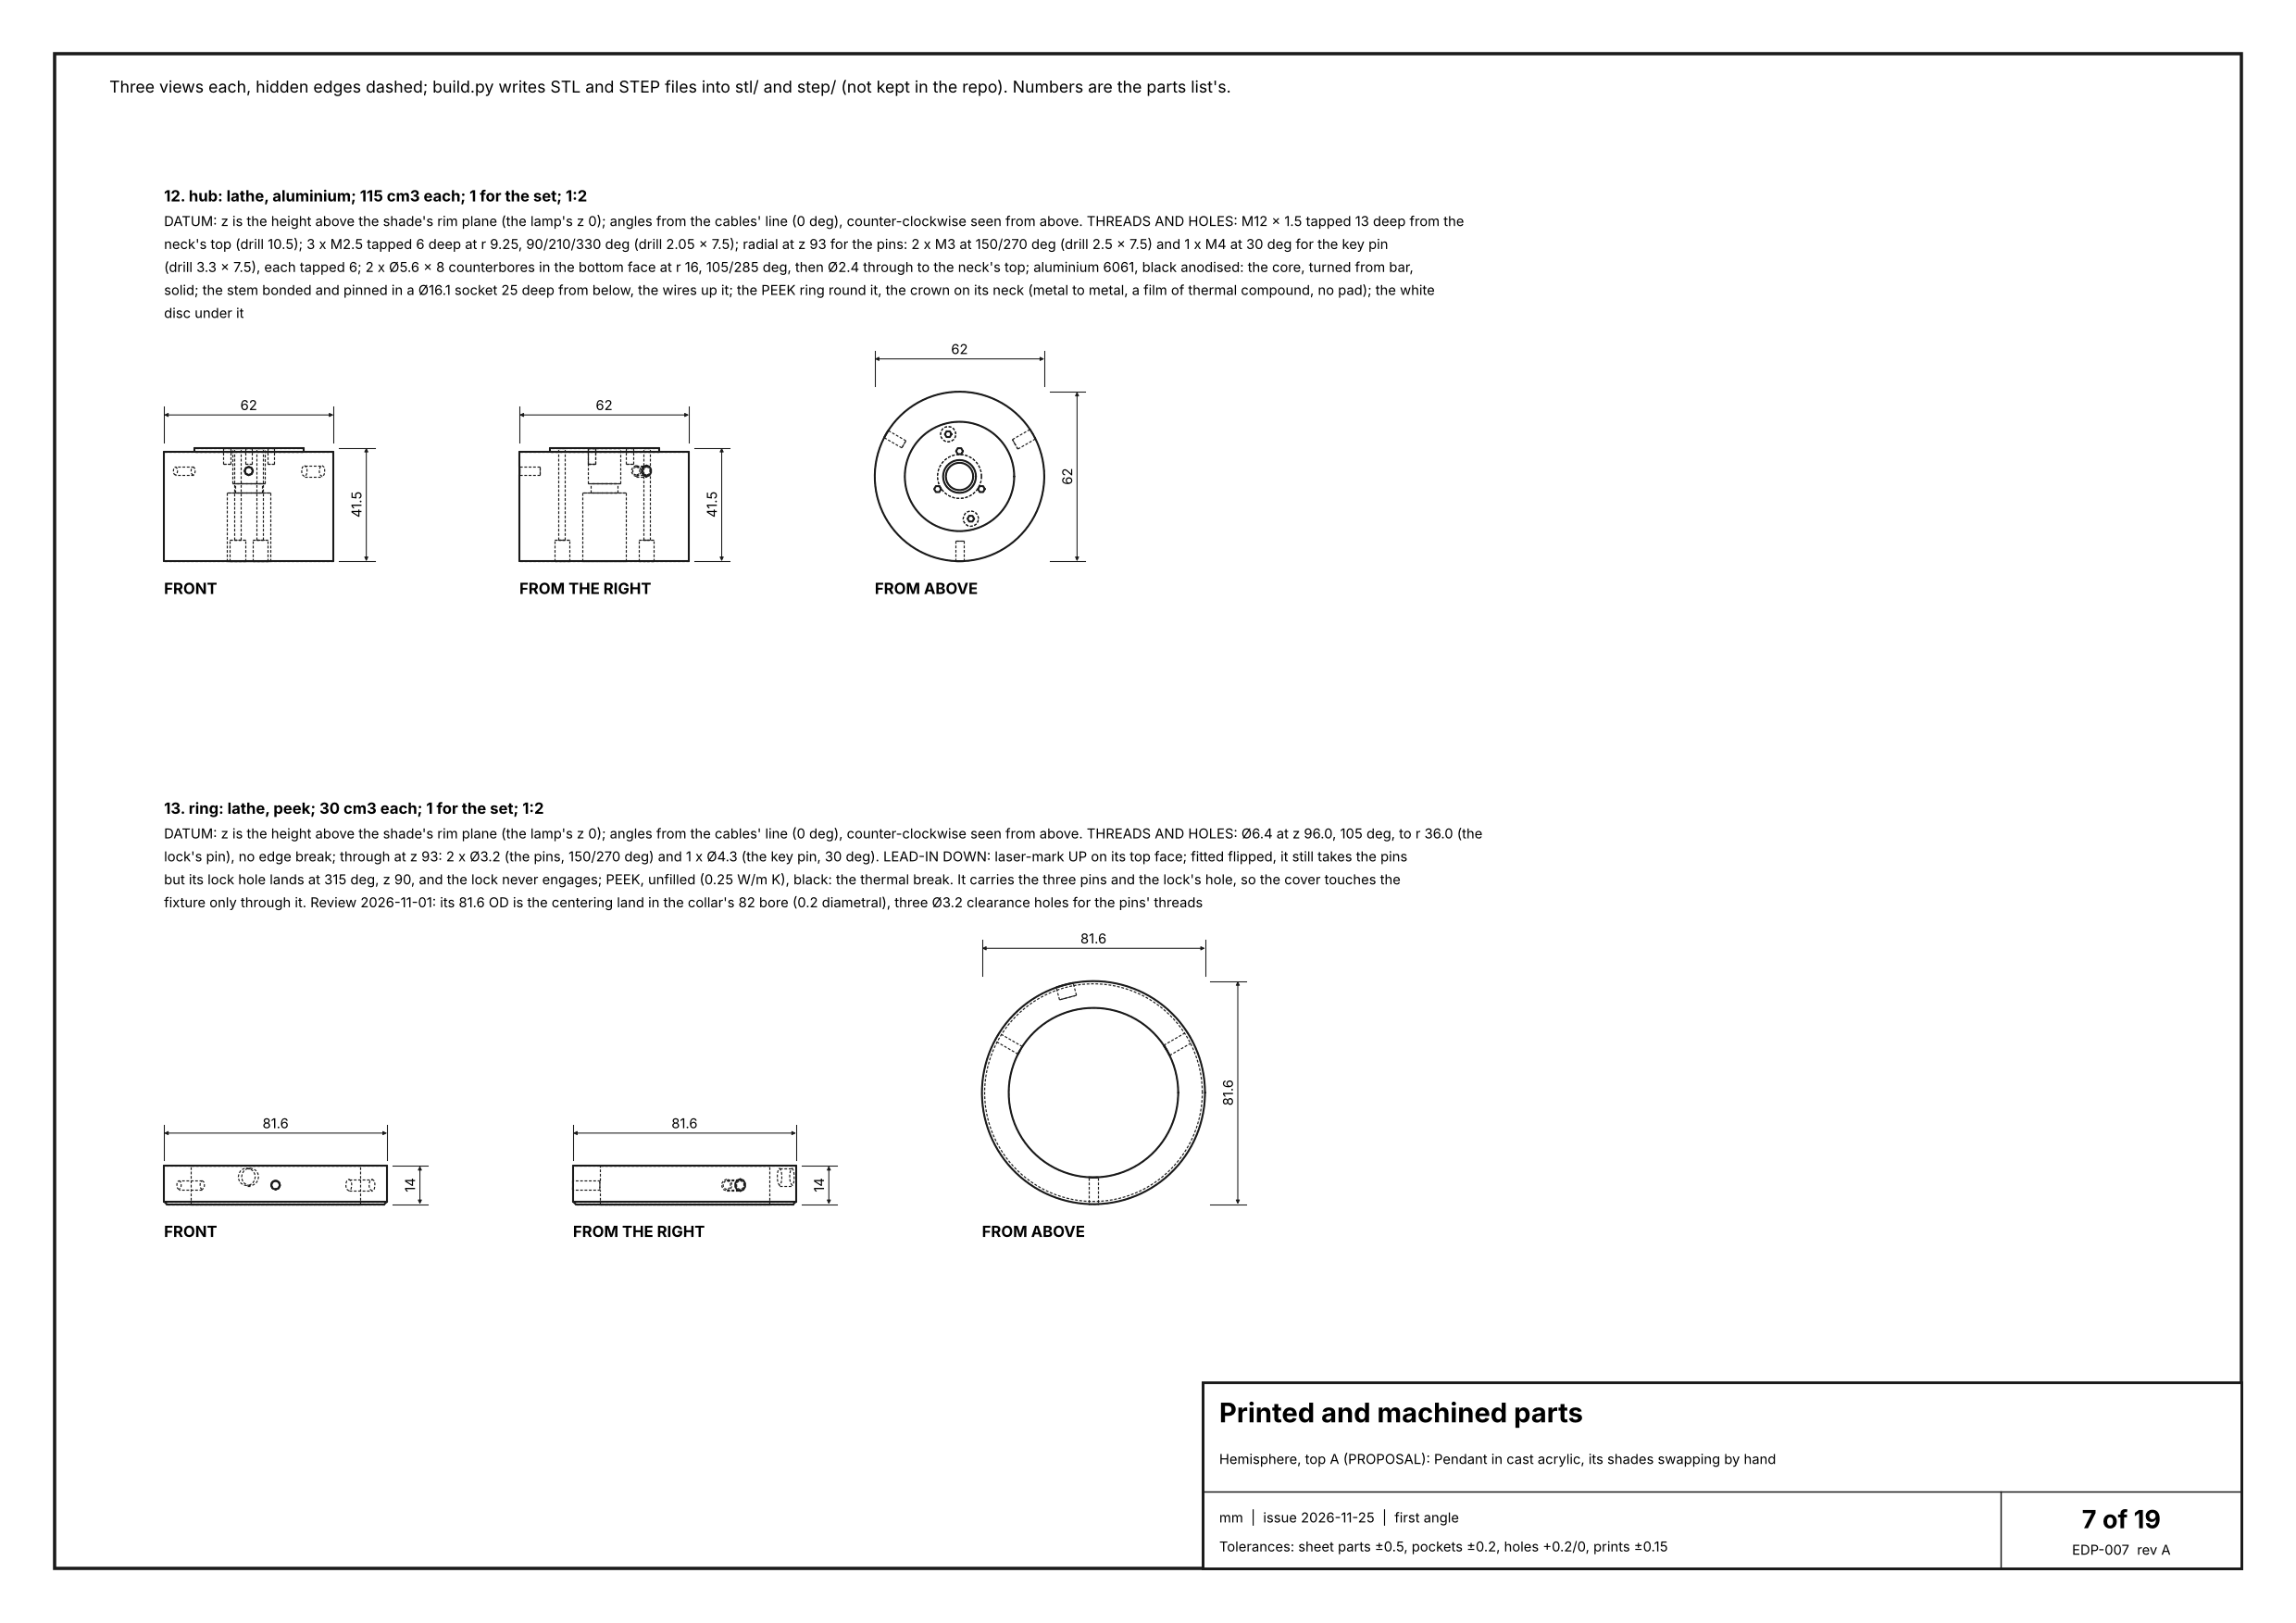 Three views each, hidden edges dashed; build.py writes STL and STEP files into stl/ and step/ (not kept in the repo). Numbers are the parts list's.
12. hub: lathe, aluminium; 115 cm3 each; 1 for the set; 1:2
DATUM: z is the height above the shade's rim plane (the lamp's z 0); angles from the cables' line (0 deg), counter-clockwise seen from above. THREADS AND HOLES: M12 × 1.5 tapped 13 deep from the
neck's top (drill 10.5); 3 x M2.5 tapped 6 deep at r 9.25, 90/210/330 deg (drill 2.05 × 7.5); radial at z 93 for the pins: 2 x M3 at 150/270 deg (drill 2.5 × 7.5) and 1 x M4 at 30 deg for the key pin
(drill 3.3 × 7.5), each tapped 6; 2 x Ø5.6 × 8 counterbores in the bottom face at r 16, 105/285 deg, then Ø2.4 through to the neck's top; aluminium 6061, black anodised: the core, turned from bar,
solid; the stem bonded and pinned in a Ø16.1 socket 25 deep from below, the wires up it; the PEEK ring round it, the crown on its neck (metal to metal, a film of thermal compound, no pad); the white
disc under it
62
62
62
41.5
41.5
62
FRONT
FROM THE RIGHT
FROM ABOVE
13. ring: lathe, peek; 30 cm3 each; 1 for the set; 1:2
DATUM: z is the height above the shade's rim plane (the lamp's z 0); angles from the cables' line (0 deg), counter-clockwise seen from above. THREADS AND HOLES: Ø6.4 at z 96.0, 105 deg, to r 36.0 (the
lock's pin), no edge break; through at z 93: 2 x Ø3.2 (the pins, 150/270 deg) and 1 x Ø4.3 (the key pin, 30 deg). LEAD-IN DOWN: laser-mark UP on its top face; fitted flipped, it still takes the pins
but its lock hole lands at 315 deg, z 90, and the lock never engages; PEEK, unfilled (0.25 W/m K), black: the thermal break. It carries the three pins and the lock's hole, so the cover touches the
fixture only through it. Review 2026-11-01: its 81.6 OD is the centering land in the collar's 82 bore (0.2 diametral), three Ø3.2 clearance holes for the pins' threads
81.6
81.6
81.6
14
14
81.6
FRONT
FROM THE RIGHT
FROM ABOVE
Printed and machined parts
Hemisphere, top A (PROPOSAL): Pendant in cast acrylic, its shades swapping by hand
mm | issue 2026-11-25 | first angle
Tolerances: sheet parts ±0.5, pockets ±0.2, holes +0.2/0, prints ±0.15
7 of 19
EDP-007 rev A